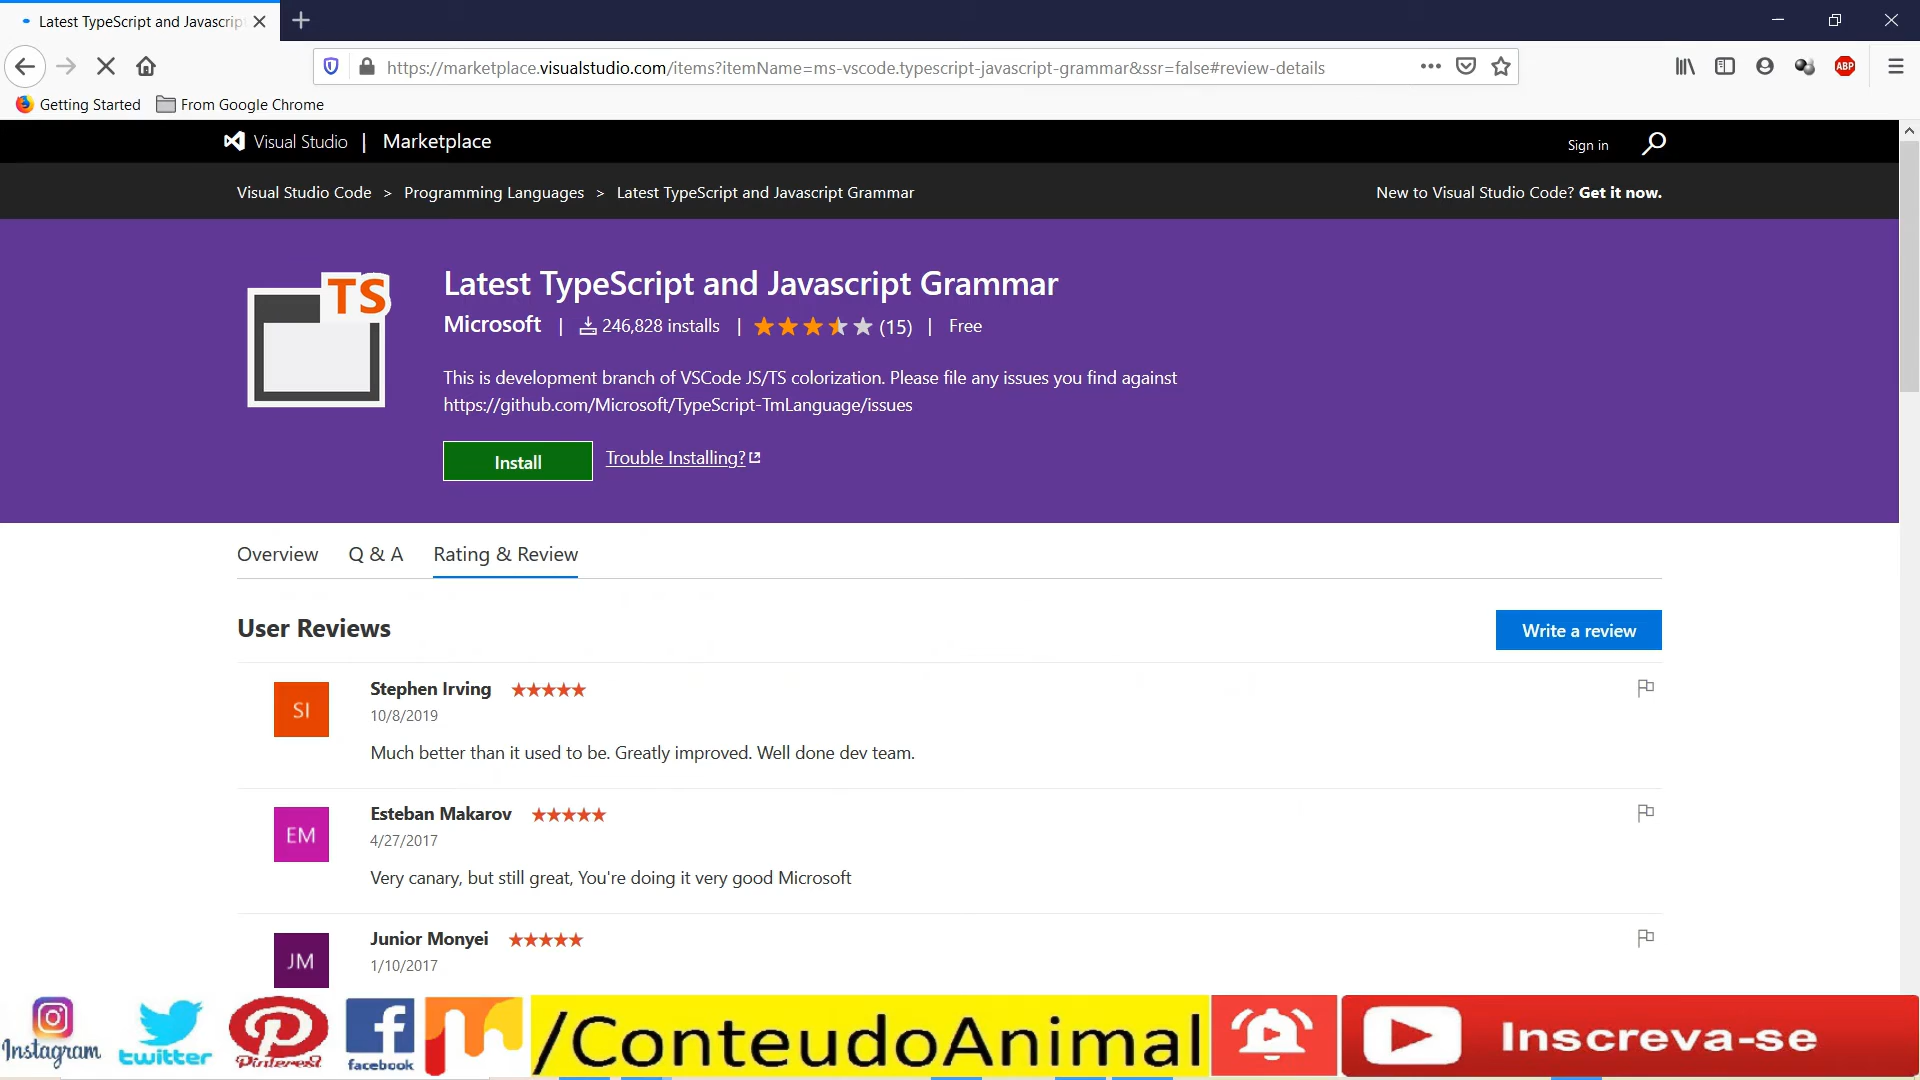 Latest TypeScript and Javascrip
https://marketplace.visualstudio.com/items?itemName=ms-vscode.typescript-javascript-grammar&ssr=false#review-details
ABP
Getting Started
From Google Chrome
Visual Studio | Marketplace
Sign in
Visual Studio Code > Programming Languages > Latest TypeScript and Javascript Grammar
New to Visual Studio Code? Get it now.
TS
Latest TypeScript and Javascript Grammar
Microsoft | 246,828 installs | (15) | Free
This is development branch of VSCode JS/TS colorization. Please file any issues you find against
https://github.com/Microsoft/TypeScript-TmLanguage/issues
Install
Trouble Installing?
Overview
Q & A
Rating & Review
User Reviews
Write a review
SI
Stephen Irving
10/8/2019
Much better than it used to be. Greatly improved. Well done dev team.
EM
Esteban Makarov
4/27/2017
Very canary, but still great, You're doing it very good Microsoft
JM
Junior Monyei
1/10/2017
Instagram
twitter
Pinterest
facebook
/ConteudoAnimal
Inscreva-se